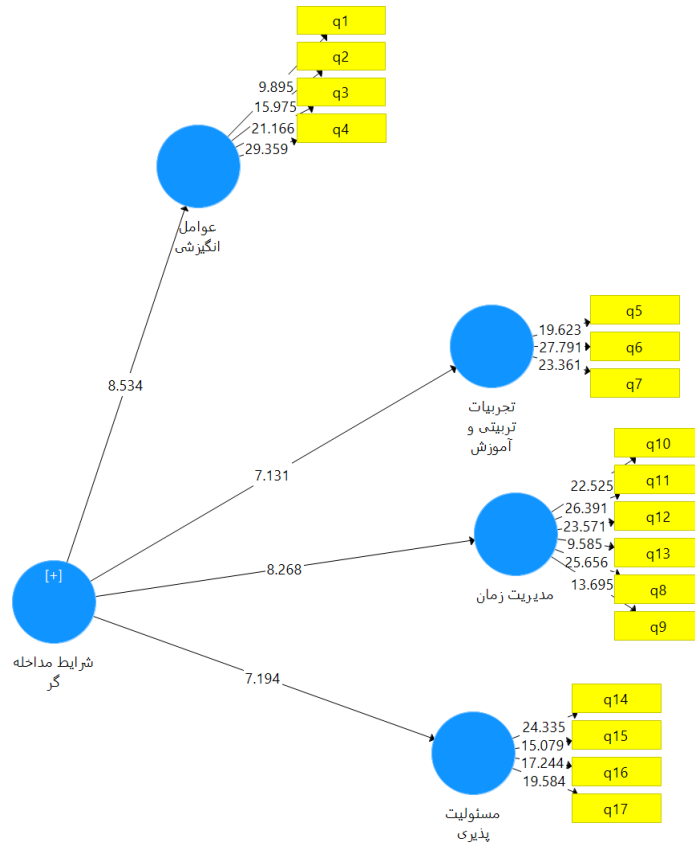 q1
q2
q3
q4
9.895
15.975
21.166
29.359
عوامل
انگیزشی
8.534
q5
q6
q7
19.623
27.791
23.361
تجربیات
تربیتی و
آموزش
7.131
q10
q11
q12
q13
q8
q9
22.525
26.391
23.571
9.585
25.656
13.695
مدیریت زمان
8.268
[+]
شرایط مداخله
گر
7.194
q14
q15
q16
q17
24.335
15.079
17.244
19.584
مسئولیت
پذیری